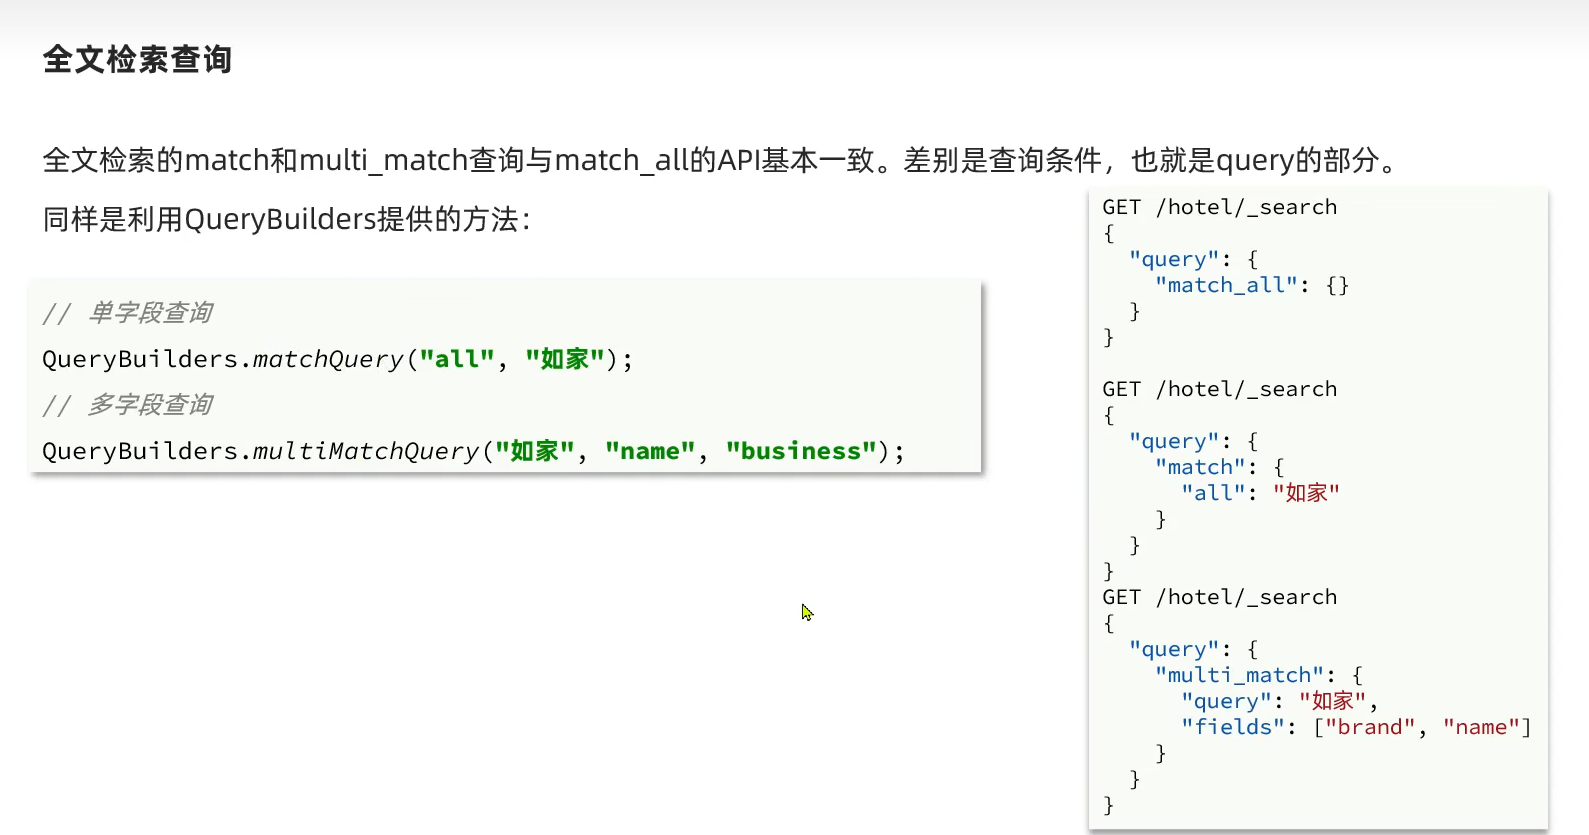 全文检索查询
全文检索的match和multi_match查询与match_all的API基本一致。差别是查询条件，也就是query的部分。
同样是利用QueryBuilders提供的方法：
// 单字段查询
QueryBuilders.matchQuery("all", "如家");
// 多字段查询
QueryBuilders.multiMatchQuery("如家", "name", "business");
GET /hotel/_search
{
  "query": {
    "match_all": {}
  }
}
GET /hotel/_search
{
  "query": {
    "match": {
      "all": "如家"
    }
  }
}
GET /hotel/_search
{
  "query": {
    "multi_match": {
      "query": "如家",
      "fields": ["brand", "name"]
    }
  }
}